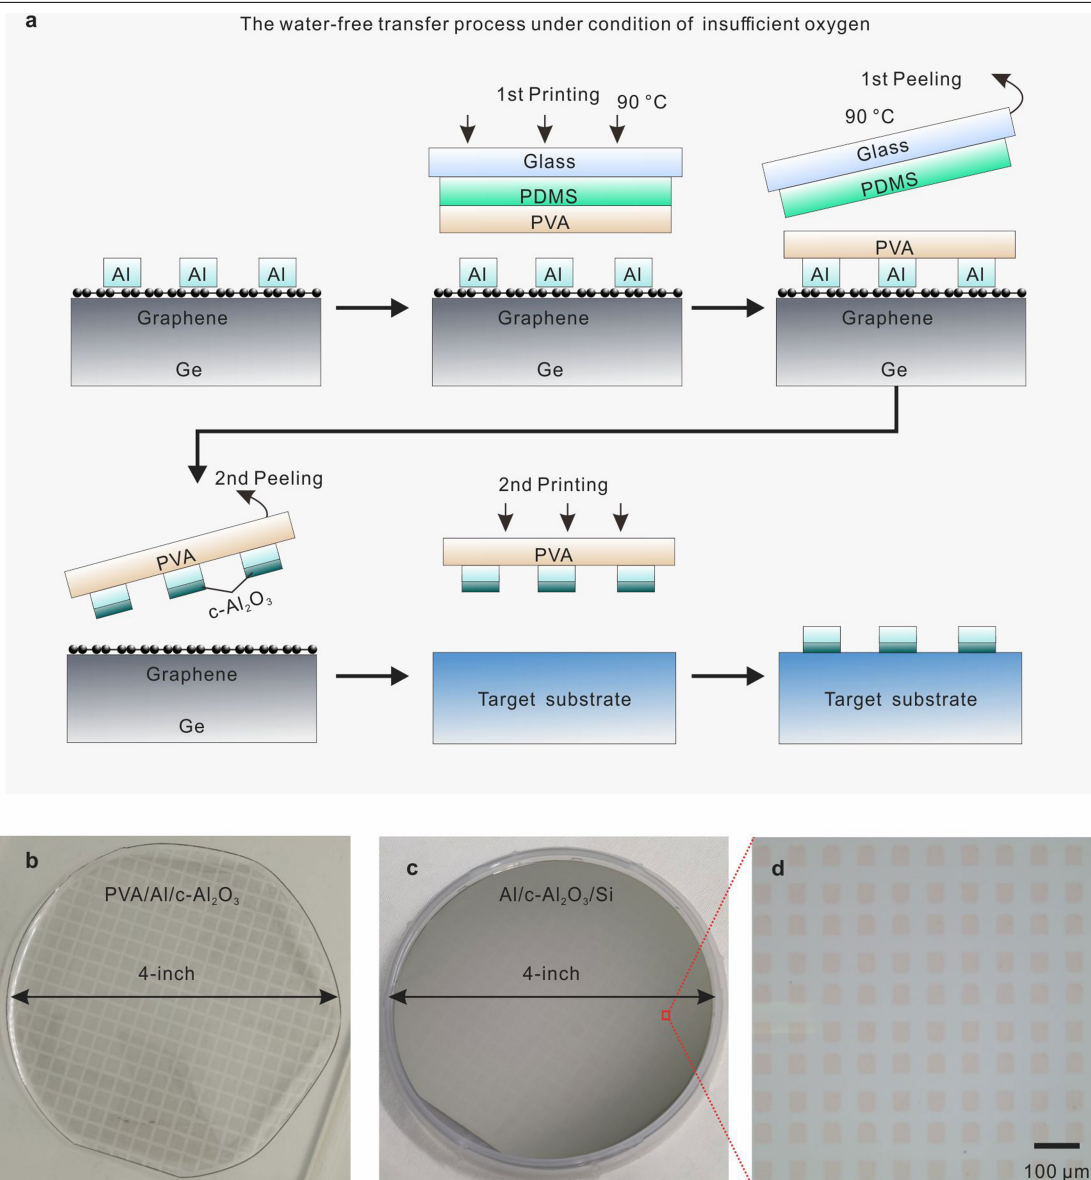 a
The water-free transfer process under condition of insufficient oxygen
1st Printing 90 °C
Glass
PDMS
PVA
Al Al Al
Graphene
Ge
1st Peeling
90 °C
Glass
PDMS
PVA
Al Al Al
Graphene
Ge
Al Al Al
Graphene
Ge
2nd Peeling
PVA
c-Al₂O₃
Graphene
Ge
2nd Printing
PVA
Target substrate
Target substrate
b
PVA/Al/c-Al₂O₃
4-inch
c
Al/c-Al₂O₃/Si
4-inch
d
100 µm